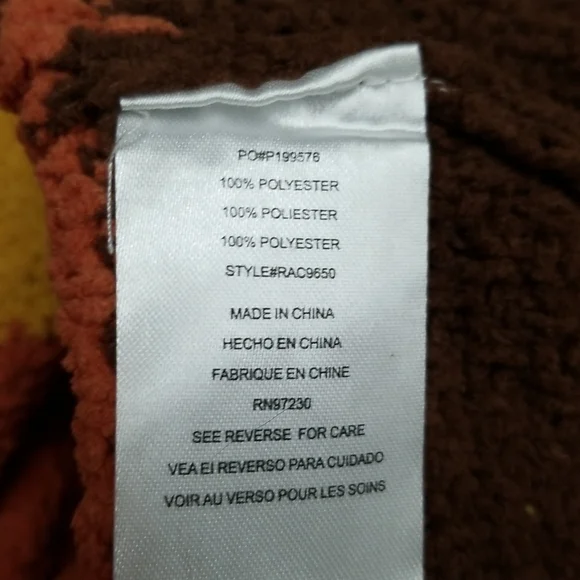 PO#P199576
100% POLYESTER
100% POLIESTER
100% POLYESTER
STYLE#RAC9650
MADE IN CHINA
HECHO EN CHINA
FABRIQUE EN CHINE
RN97230
SEE REVERSE FOR CARE
VEA EI REVERSO PARA CUIDADO
VOIR AU VERSO POUR LES SOINS